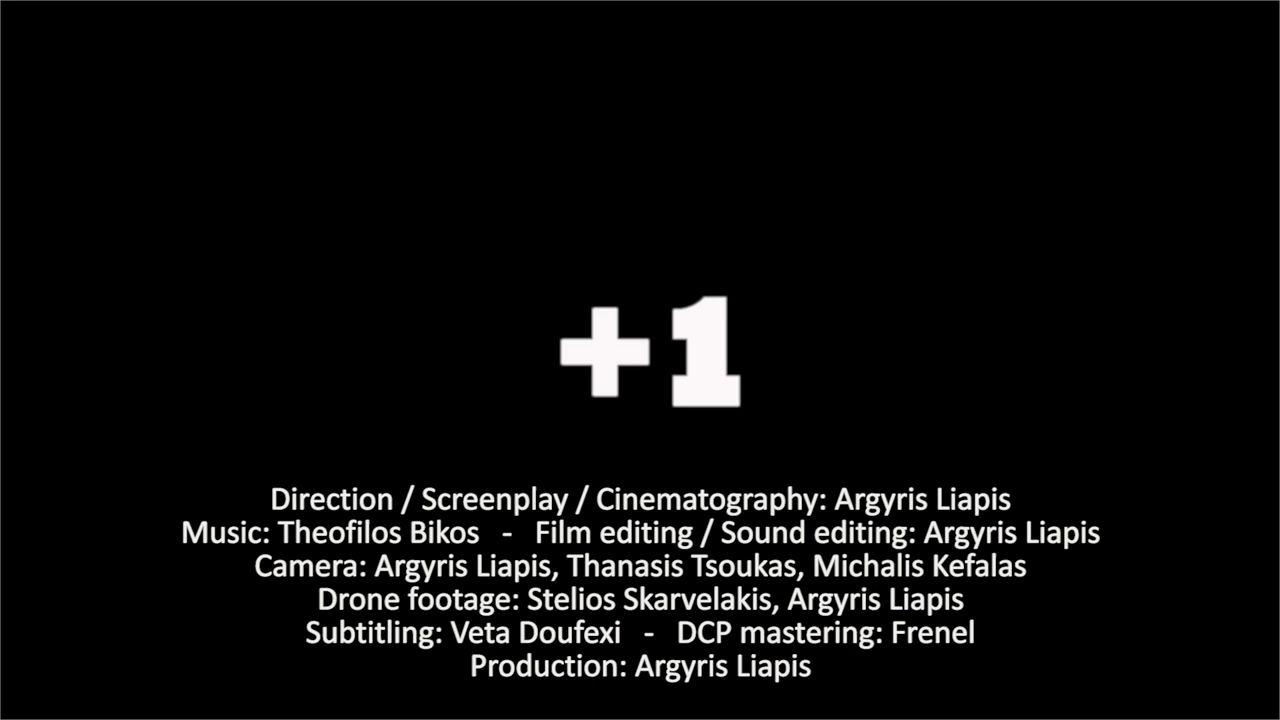 +1
Direction / Screenplay / Cinematography: Argyris Liapis
Music: Theofilos Bikos - Film editing / Sound editing: Argyris Liapis
Camera: Argyris Liapis, Thanasis Tsoukas, Michalis Kefalas
Drone footage: Stelios Skarvelakis, Argyris Liapis
Subtitling: Veta Doufexi - DCP mastering: Frenel
Production: Argyris Liapis